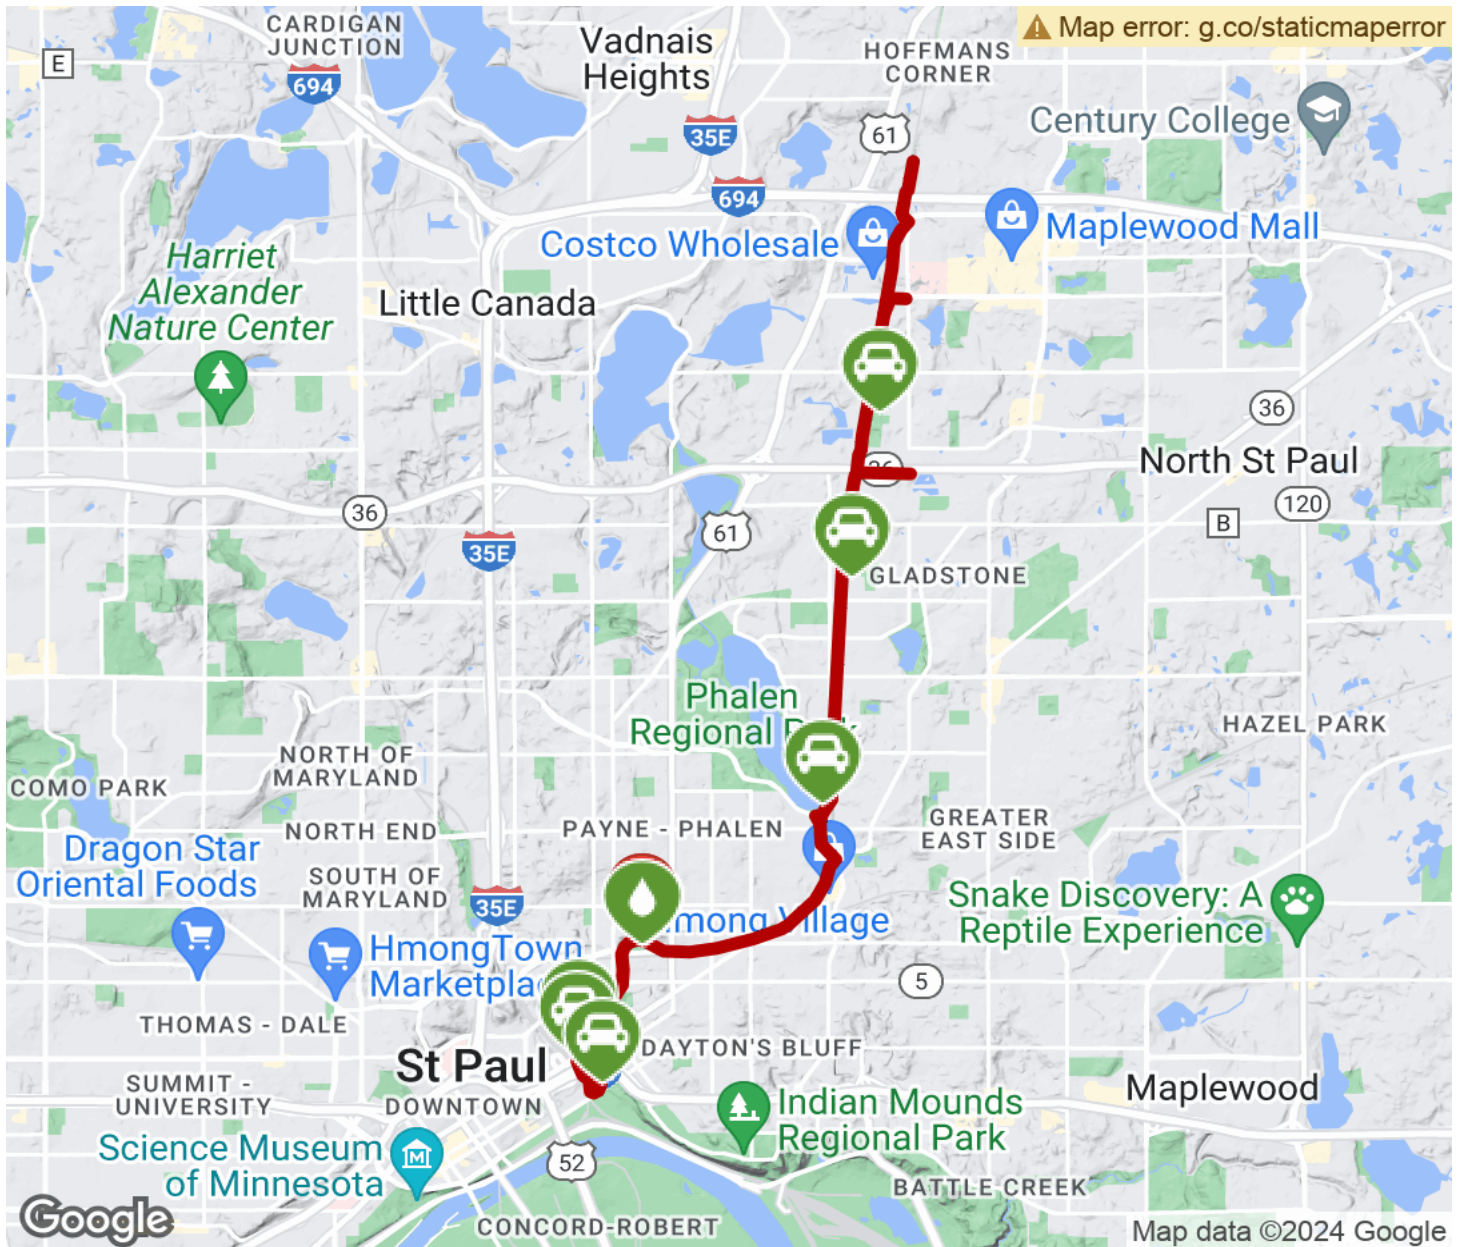 CARDIGAN
JUNCTION
Vadnais
Heights
HOFFMANS
CORNER
Map error: g.co/staticmaperror
E
694
35E
61
Century College
694
Costco Wholesale
Maplewood Mall
Harriet
Alexander
Nature Center
Little Canada
36
North St Paul
36
120
61
B
35E
GLADSTONE
Phalen
Regional
HAZEL PARK
NORTH OF
MARYLAND
COMO PARK
NORTH END
PAYNE - PHALEN
GREATER
EAST SIDE
Dragon Star
Oriental Foods
SOUTH OF
MARYLAND
35E
Snake Discovery: A
Reptile Experience
Village
HmongTown
5
THOMAS - DALE
St Paul
DAYTON'S BLUFF
SUMMIT -
UNIVERSITY
DOWNTOWN
Maplewood
Indian Mounds
Regional Park
Science Museum
of Minnesota
52
BATTLE CREEK
CONCORD-ROBERT
Google
Map data ©2024 Google